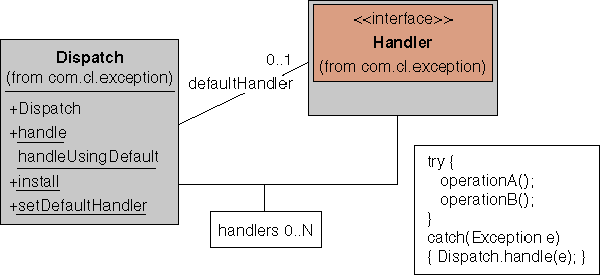 Dispatch
(from com.cl.exception)
+Dispatch
+handle
handleUsingDefault
+install
+setDefaultHandler
0..1
defaultHandler
<<interface>>
Handler
(from com.cl.exception)
handlers 0..N
try {
operationA();
operationB();
}
catch(Exception e)
{ Dispatch.handle(e); }